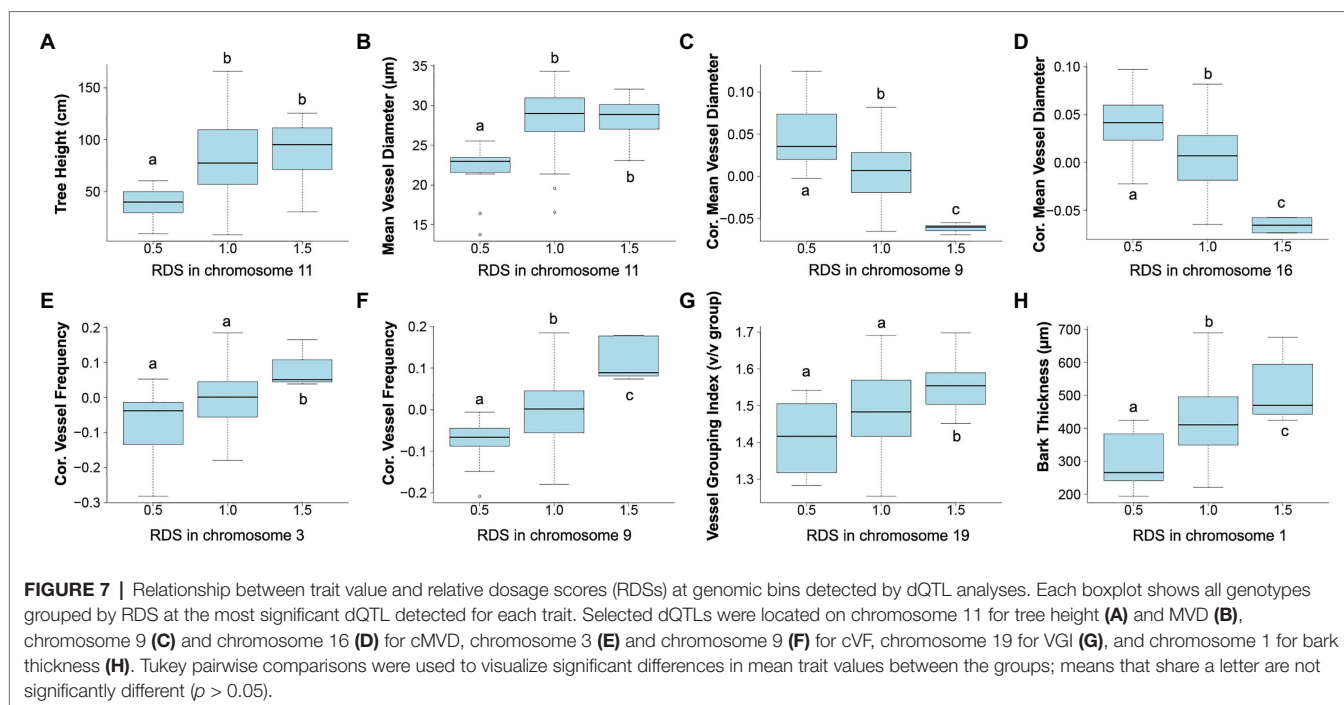 A
B
C
D
b
b
a
Tree Height (cm)
150
100
50
0.5
1.0
1.5
RDS in chromosome 11
b
a
b
Mean Vessel Diameter (µm)
35
30
25
20
15
0.5
1.0
1.5
RDS in chromosome 11
b
a
c
Cor. Mean Vessel Diameter
0.10
0.05
0.00
−0.05
0.5
1.0
1.5
RDS in chromosome 9
b
a
c
Cor. Mean Vessel Diameter
0.10
0.05
0.00
−0.05
0.5
1.0
1.5
RDS in chromosome 16
E
F
G
H
a
a
b
Cor. Vessel Frequency
0.2
0.1
0.0
−0.1
−0.2
−0.3
0.5
1.0
1.5
RDS in chromosome 3
b
a
c
Cor. Vessel Frequency
0.2
0.1
0.0
−0.1
−0.2
0.5
1.0
1.5
RDS in chromosome 9
a
a
b
Vessel Grouping Index (v/v group)
1.7
1.6
1.5
1.4
1.3
0.5
1.0
1.5
RDS in chromosome 19
b
a
c
Bark Thickness (µm)
700
600
500
400
300
200
0.5
1.0
1.5
RDS in chromosome 1
FIGURE 7 | Relationship between trait value and relative dosage scores (RDSs) at genomic bins detected by dQTL analyses. Each boxplot shows all genotypes
grouped by RDS at the most significant dQTL detected for each trait. Selected dQTLs were located on chromosome 11 for tree height (A) and MVD (B),
chromosome 9 (C) and chromosome 16 (D) for cMVD, chromosome 3 (E) and chromosome 9 (F) for cVF, chromosome 19 for VGI (G), and chromosome 1 for bark
thickness (H). Tukey pairwise comparisons were used to visualize significant differences in mean trait values between the groups; means that share a letter are not
significantly different (p > 0.05).